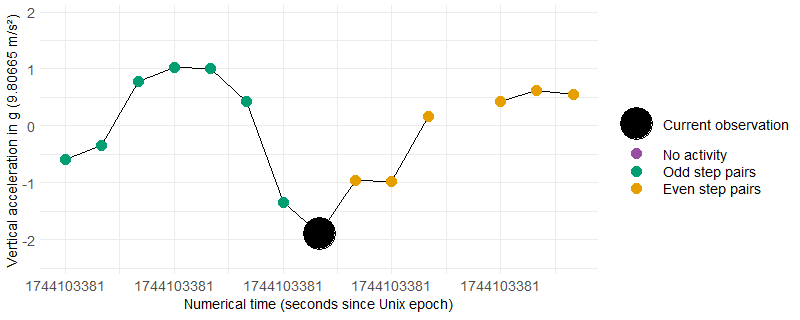 Vertical acceleration in g (9.80665 m/s²)
2
1
0
-1
-2
1744103381 1744103381 1744103381 1744103381 1744103381
Numerical time (seconds since Unix epoch)
Current observation
No activity
Odd step pairs
Even step pairs